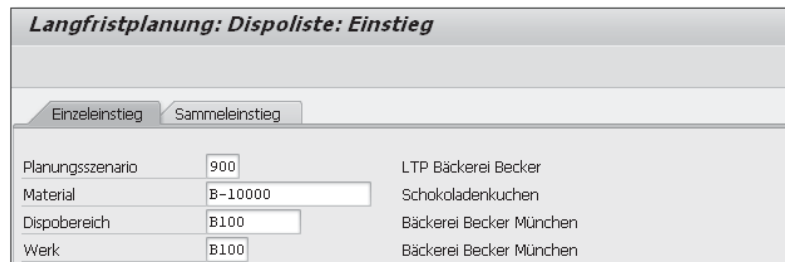 Langfristplanung: Dispoliste: Einstieg
Einzeleinstieg Sammeleinstieg
Planungsszenario 900 LTP Bäckerei Becker
Material B-10000 Schokoladenkuchen
Dispobereich B100 Bäckerei Becker München
Werk B100 Bäckerei Becker München